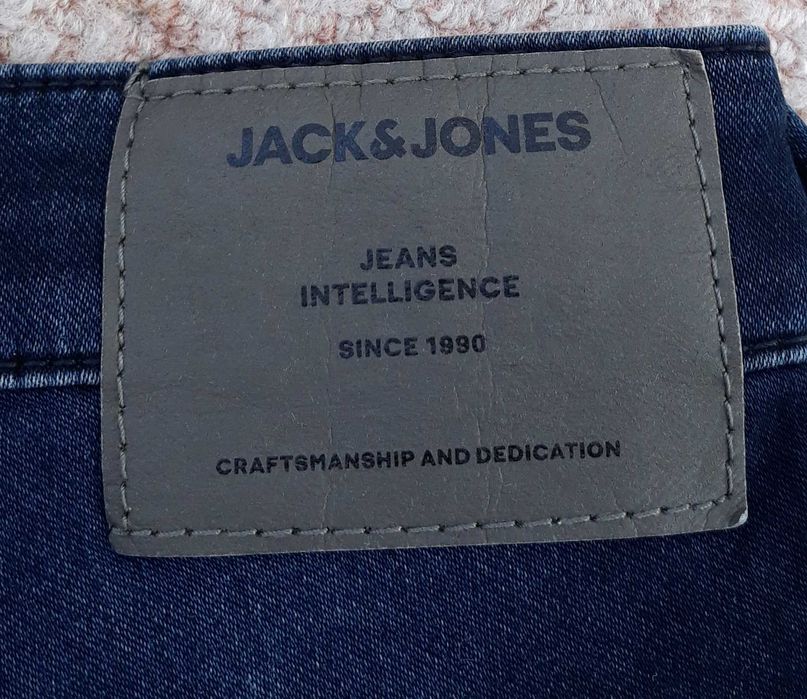 JACK&JONES
JEANS
INTELLIGENCE
SINCE 1990
CRAFTSMANSHIP AND DEDICATION